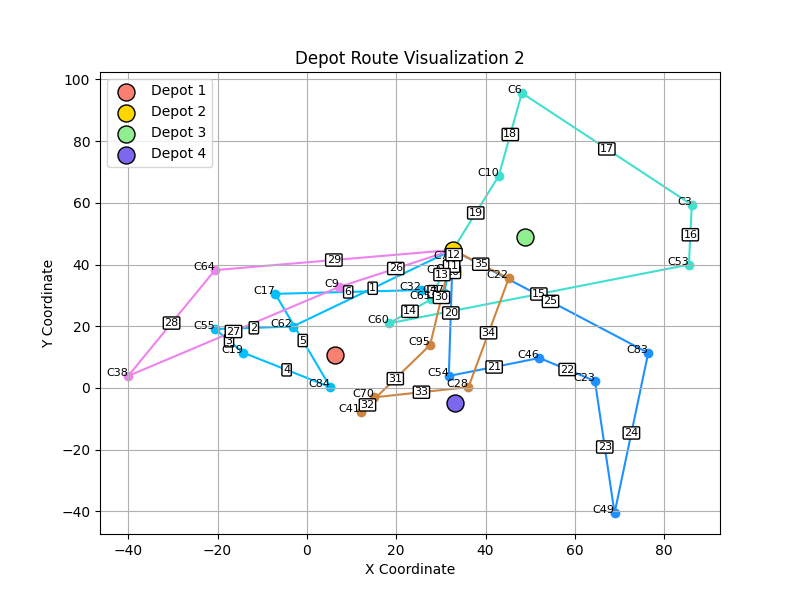 Depot Route Visualization 2
Depot 1
Depot 2
Depot 3
Depot 4
100
80
60
40
20
0
−20
−40
Y Coordinate
−40
−20
0
20
40
60
80
X Coordinate
C6
18
17
C10
19
C3
16
C53
C64
29
26
12
11
13
35
C22
C9
6
1
C32
C17
30
15
25
14
C60
20
28
C55
27
2
C62
3
C19
5
34
C95
C46
C83
4
C84
31
C54
21
22
C23
C38
C70
33
C28
C41
32
24
23
C49